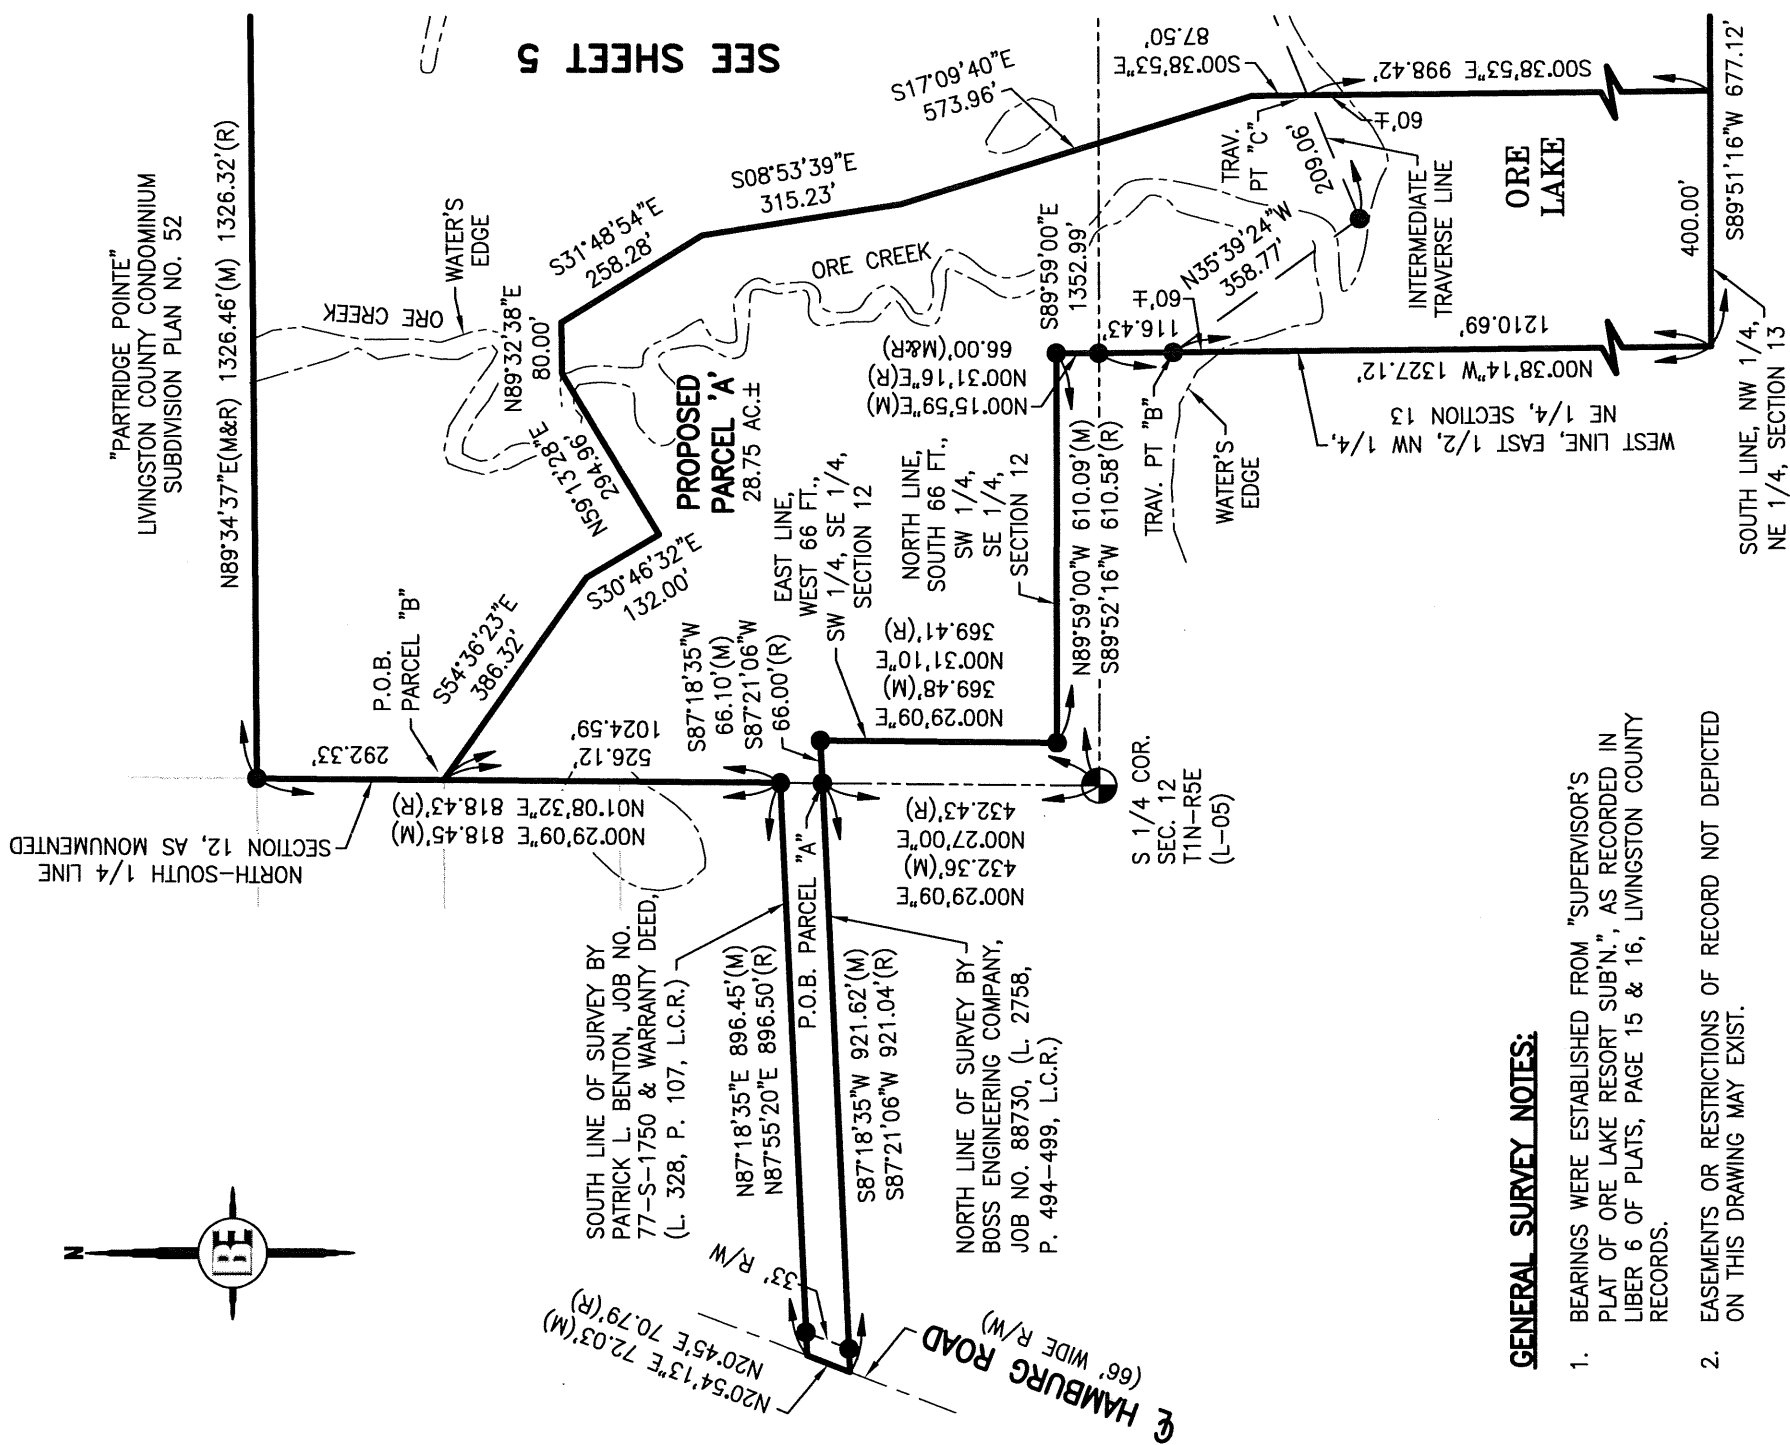 "PARTRIDGE POINTE"
LIVINGSTON COUNTY CONDOMINIUM
SUBDIVISION PLAN NO. 52
N89°34'37"E(M&R) 1326.46'(M) 1326.32'(R)
SEE SHEET 5
WATER'S
EDGE
ORE CREEK
P.O.B.
PARCEL "B"
S54°36'23"E
386.32'
S30°46'32"E
132.00'
N59°13'28"E
294.96'
N89°32'38"E
80.00'
S31°48'54"E
258.28'
S08°53'39"E
315.23'
S17°09'40"E
573.96'
S00°38'53"E
87.50'
S00°38'53"E 998.42'
PROPOSED
PARCEL 'A'
28.75 AC.±
ORE CREEK
292.33'
526.12'
1024.59'
NORTH-SOUTH 1/4 LINE
SECTION 12, AS MONUMENTED
N00°29'09"E 818.45'(M)
N01°08'32"E 818.43'(R)
S87°18'35"W
66.10'(M)
S87°21'06"W
66.00'(R)
EAST LINE,
WEST 66 FT.,
SW 1/4, SE 1/4,
SECTION 12
N00°29'09"E
369.48'(M)
N00°31'10"E
369.41'(R)
NORTH LINE,
SOUTH 66 FT.,
SW 1/4,
SE 1/4,
SECTION 12
N00°15'59"E(M)
N00°31'16"E(R)
66.00'(M&R)
S89°59'00"E
1352.99'
N89°59'00"W 610.09'(M)
S89°52'16"W 610.58'(R)
60'±
116.43'
N35°39'24"W
358.77'
209.06'
TRAV.
PT "C"
60'±
INTERMEDIATE
TRAVERSE LINE
ORE
LAKE
TRAV. PT "B"
WATER'S
EDGE
1210.69'
N00°38'14"W 1327.12'
WEST LINE, EAST 1/2, NW 1/4,
NE 1/4, SECTION 13
400.00'
S89°51'16"W 677.12'
SOUTH LINE, NW 1/4,
NE 1/4, SECTION 13
S 1/4 COR.
SEC. 12
T1N-R5E
(L-05)
N00°29'09"E
432.36'(M)
N00°27'00"E
432.43'(R)
P.O.B. PARCEL "A"
SOUTH LINE OF SURVEY BY
PATRICK L. BENTON, JOB NO.
77-S-1750 & WARRANTY DEED,
(L. 328, P. 107, L.C.R.)
N87°18'35"E 896.45'(M)
N87°55'20"E 896.50'(R)
S87°18'35"W 921.62'(M)
S87°21'06"W 921.04'(R)
NORTH LINE OF SURVEY BY
BOSS ENGINEERING COMPANY,
JOB NO. 88730, (L. 2758,
P. 494-499, L.C.R.)
33' R/W
N20°54'13"E 72.03'(M)
N20°45'E 70.79'(R)
℄ HAMBURG ROAD
(66' WIDE R/W)
N
BE
GENERAL SURVEY NOTES:
1. BEARINGS WERE ESTABLISHED FROM "SUPERVISOR'S
PLAT OF ORE LAKE RESORT SUB'N.", AS RECORDED IN
LIBER 6 OF PLATS, PAGE 15 & 16, LIVINGSTON COUNTY
RECORDS.
2. EASEMENTS OR RESTRICTIONS OF RECORD NOT DEPICTED
ON THIS DRAWING MAY EXIST.